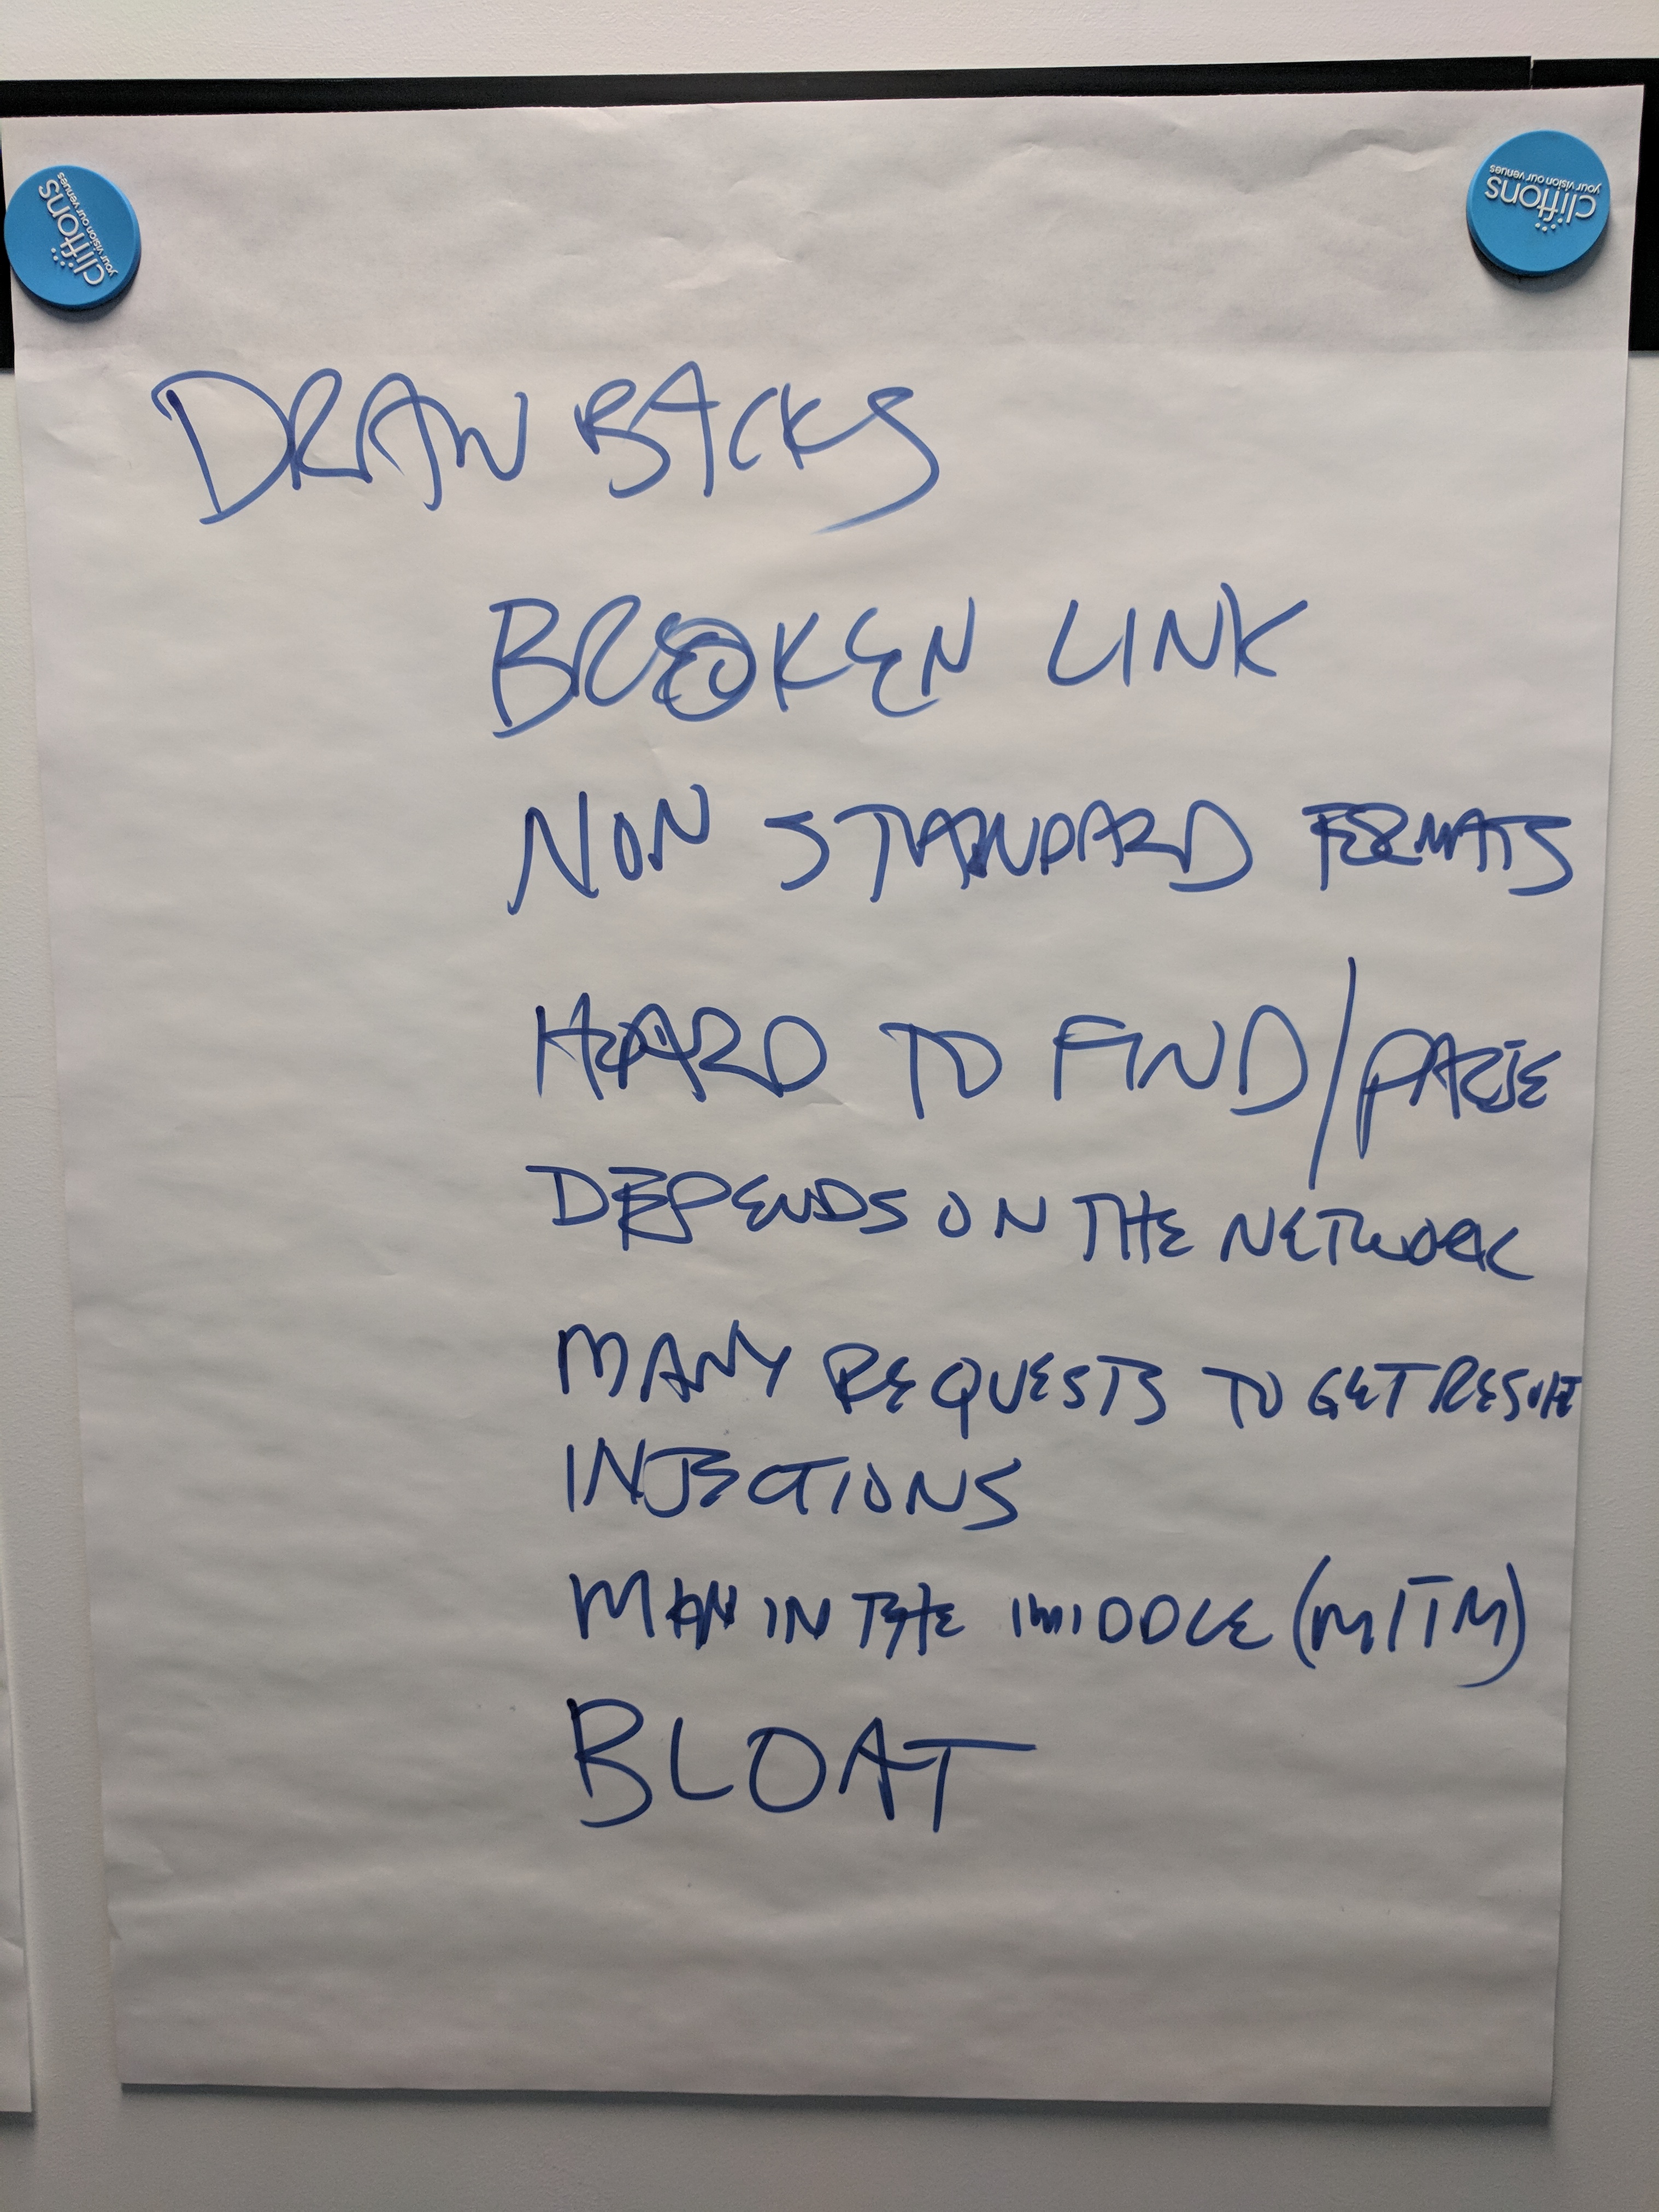 cliftons
your vision our venues
cliftons
your vision our venues
DRAWBACKS
BROKEN LINK
NON STANDARD FORMATS
HARD TO FIND/PARSE
DEPENDS ON THE NETWORK
MANY REQUESTS TO GET RESULT
INJECTIONS
MAN IN THE MIDDLE (MITM)
BLOAT